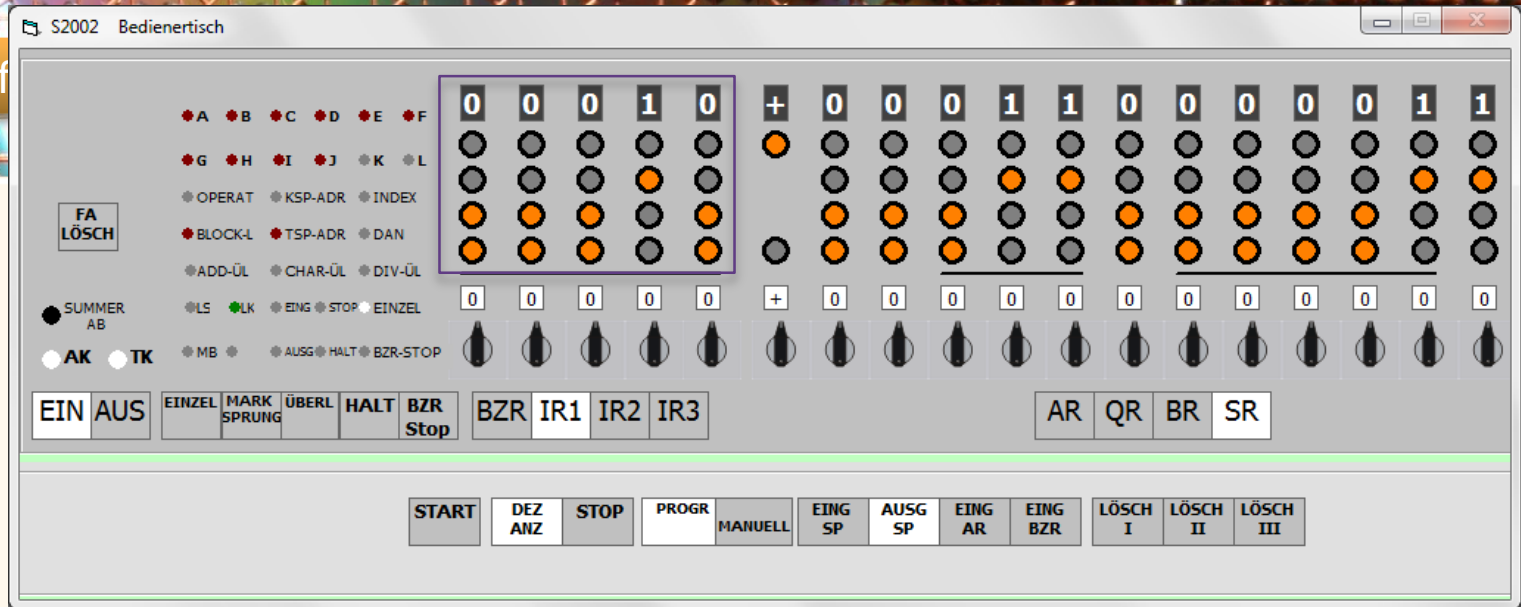 S2002 Bedienertisch
f
0 0 0 1 0 + 0 0 0 1 1 0 0 0 0 0 1 1
A B C D E F
G H I J K L
OPERAT KSP-ADR INDEX
FA
LÖSCH
BLOCK-L TSP-ADR DAN
ADD-ÜL CHAR-ÜL DIV-ÜL
0 0 0 0 0 + 0 0 0 0 0 0 0 0 0 0 0 0
SUMMER
AB
LS LK EING STOP EINZEL
AK TK
MB AUSG HALT BZR-STOP
EIN AUS
EINZEL
MARK
SPRUNG
ÜBERL
HALT
BZR
Stop
BZR IR1 IR2 IR3
AR QR BR SR
START
DEZ
ANZ
STOP
PROGR
MANUELL
EING
SP
AUSG
SP
EING
AR
EING
BZR
LÖSCH
I
LÖSCH
II
LÖSCH
III